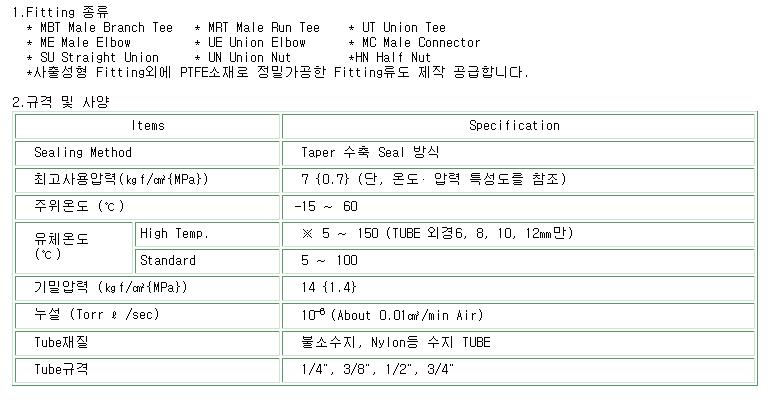 1.Fitting 종류
* MBT Male Branch Tee * MRT Male Run Tee * UT Union Tee
* ME Male Elbow * UE Union Elbow * MC Male Connector
* SU Straight Union * UN Union Nut *HN Half Nut
*사출성형 Fitting외에 PTFE소재로 정밀가공한 Fitting류도 제작 공급합니다.
2.규격 및 사양
Items Specification
Sealing Method Taper 수축 Seal 방식
최고사용압력(㎏f/㎠{MPa}) 7 {0.7} (단, 온도· 압력 특성도를 참조)
주위온도 (℃) -15 ~ 60
유체온도 (℃) High Temp. ※ 5 ~ 150 (TUBE 외경6, 8, 10, 12㎜만)
Standard 5 ~ 100
기밀압력 (㎏f/㎠{MPa}) 14 {1.4}
누설 (Torr ℓ /sec) 10⁻⁶ (About 0.01㎤/min Air)
Tube재질 불소수지, Nylon등 수지 TUBE
Tube규격 1/4", 3/8", 1/2", 3/4"